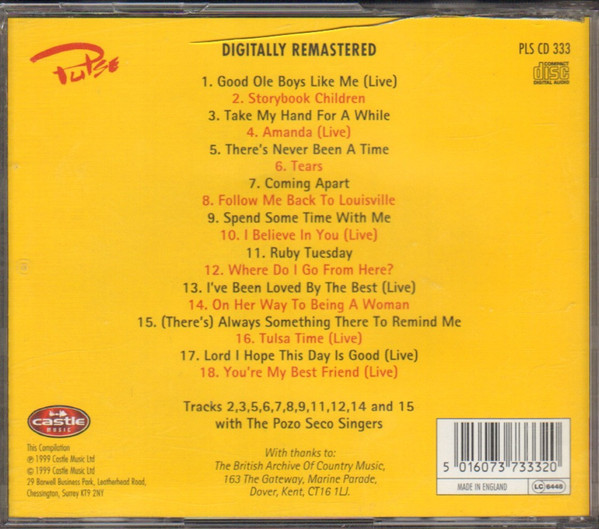 Pulse
DIGITALLY REMASTERED
PLS CD 333
COMPACT
disc
DIGITAL AUDIO
1. Good Ole Boys Like Me (Live)
2. Storybook Children
3. Take My Hand For A While
4. Amanda (Live)
5. There's Never Been A Time
6. Tears
7. Coming Apart
8. Follow Me Back To Louisville
9. Spend Some Time With Me
10. I Believe In You (Live)
11. Ruby Tuesday
12. Where Do I Go From Here?
13. I've Been Loved By The Best (Live)
14. On Her Way To Being A Woman
15. (There's) Always Something There To Remind Me
16. Tulsa Time (Live)
17. Lord I Hope This Day Is Good (Live)
18. You're My Best Friend (Live)
Tracks 2,3,5,6,7,8,9,11,12,14 and 15
with The Pozo Seco Singers
castle
MUSIC
This Compilation
℗ 1999 Castle Music Ltd
© 1999 Castle Music Ltd
29 Barwell Business Park, Leatherhead Road,
Chessington, Surrey KT9 2NY
With thanks to:
The British Archive Of Country Music,
163 The Gateway, Marine Parade,
Dover, Kent, CT16 1LJ.
5 016073 733320
MADE IN ENGLAND
LC 6448